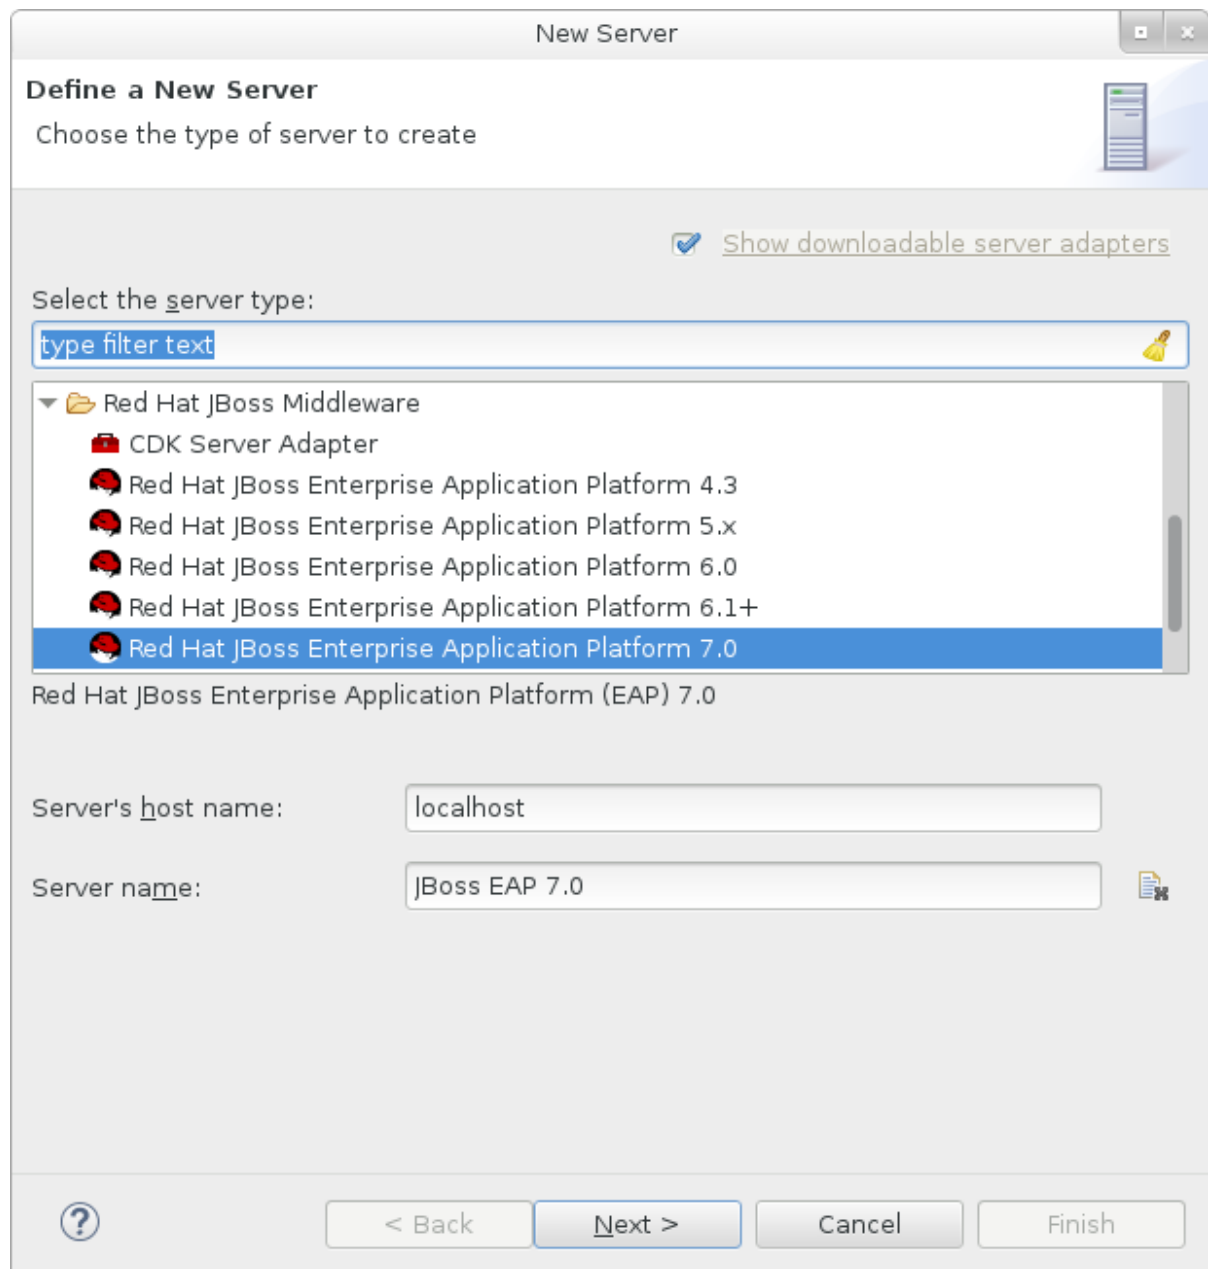 New Server
Define a New Server
Choose the type of server to create
Show downloadable server adapters
Select the server type:
type filter text
Red Hat JBoss Middleware
CDK Server Adapter
Red Hat JBoss Enterprise Application Platform 4.3
Red Hat JBoss Enterprise Application Platform 5.x
Red Hat JBoss Enterprise Application Platform 6.0
Red Hat JBoss Enterprise Application Platform 6.1+
Red Hat JBoss Enterprise Application Platform 7.0
Red Hat JBoss Enterprise Application Platform (EAP) 7.0
Server's host name: localhost
Server name: JBoss EAP 7.0
? < Back Next > Cancel Finish